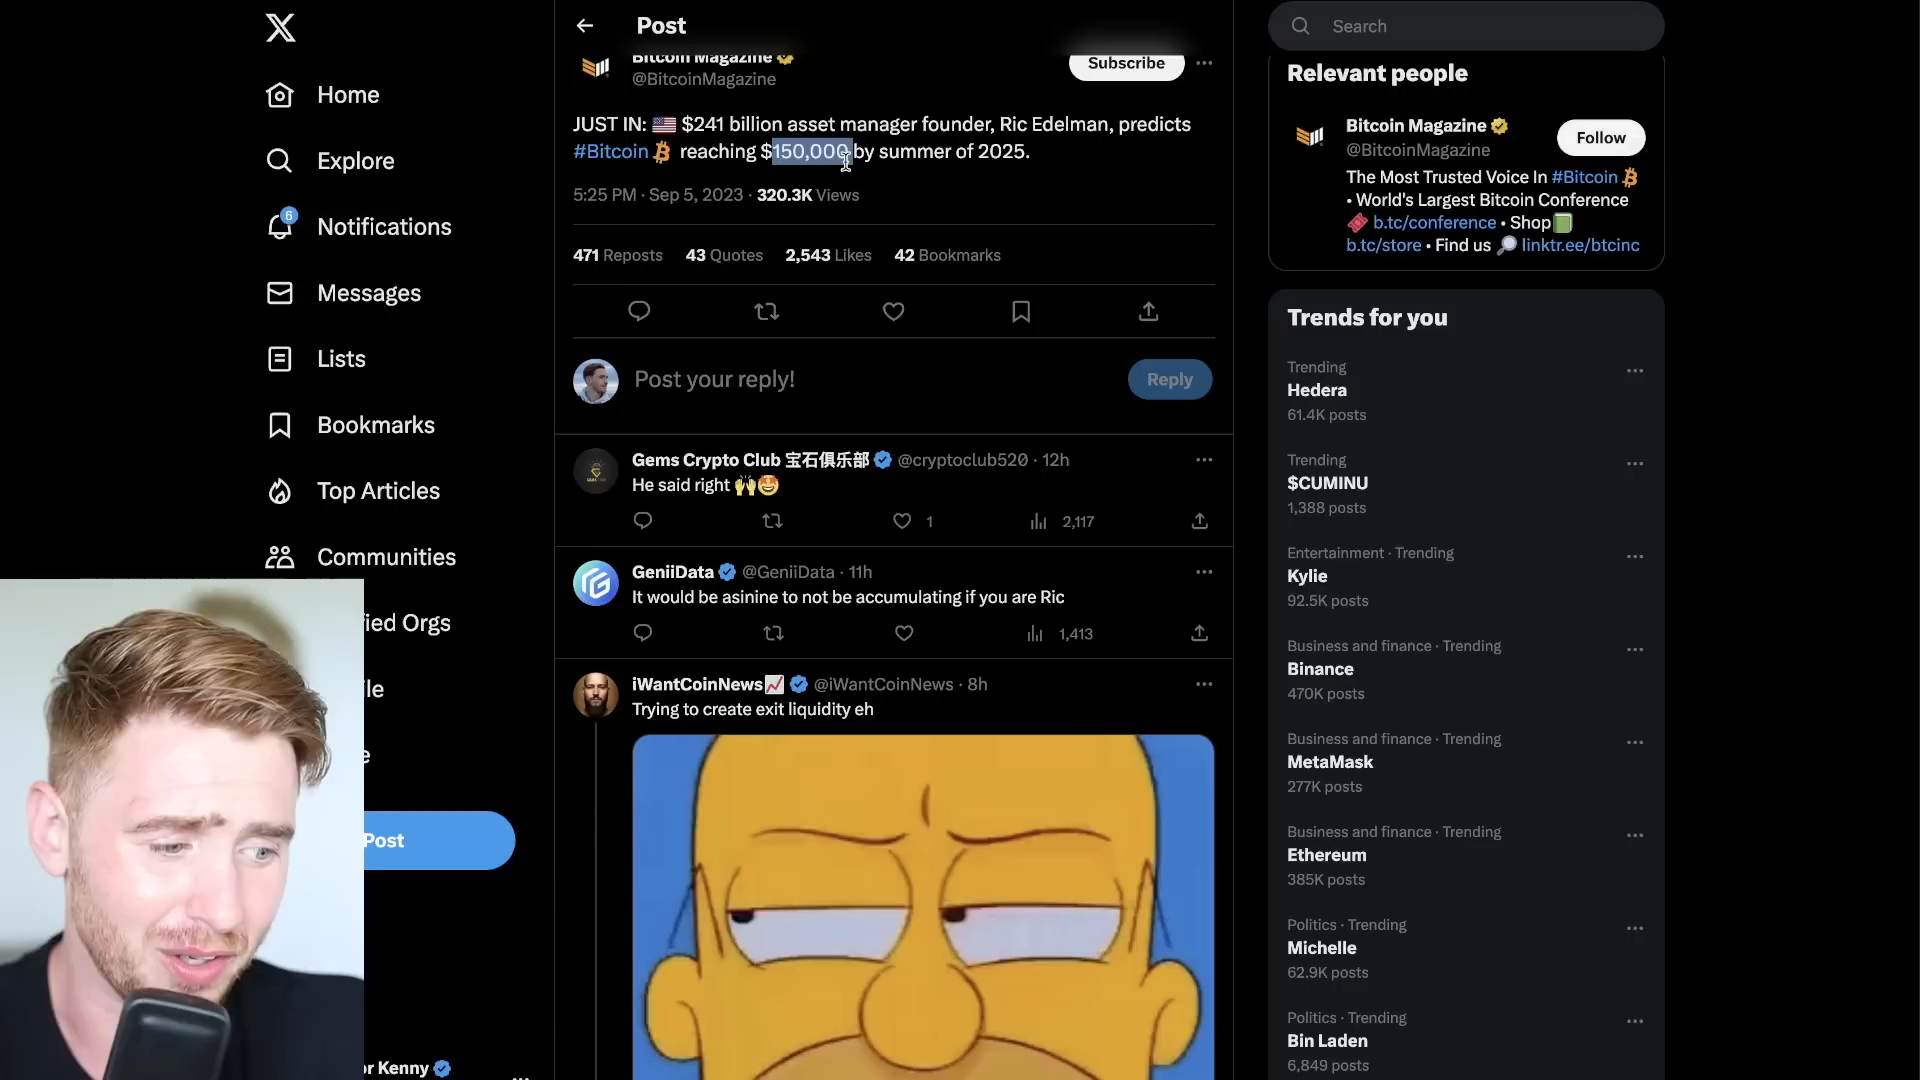 Home
Explore
6
Notifications
Messages
Lists
Bookmarks
Top Articles
Communities
fied Orgs
Post
or Kenny
Post
Bitcoin Magazine
@BitcoinMagazine
Subscribe
JUST IN: 🇺🇸 $241 billion asset manager founder, Ric Edelman, predicts
#Bitcoin reaching $150,000 by summer of 2025.
5:25 PM · Sep 5, 2023 · 320.3K Views
471 Reposts 43 Quotes 2,543 Likes 42 Bookmarks
Post your reply!
Reply
Gems Crypto Club 宝石俱乐部 @cryptoclub520 · 12h
He said right 🙌🤩
1
2,117
GeniiData @GeniiData · 11h
It would be asinine to not be accumulating if you are Ric
1,413
iWantCoinNews📈 @iWantCoinNews · 8h
Trying to create exit liquidity eh
Search
Relevant people
Bitcoin Magazine
@BitcoinMagazine
Follow
The Most Trusted Voice In #Bitcoin
• World's Largest Bitcoin Conference
🎟️ b.tc/conference • Shop📗
b.tc/store • Find us 🔎 linktr.ee/btcinc
Trends for you
Trending
Hedera
61.4K posts
Trending
$CUMINU
1,388 posts
Entertainment · Trending
Kylie
92.5K posts
Business and finance · Trending
Binance
470K posts
Business and finance · Trending
MetaMask
277K posts
Business and finance · Trending
Ethereum
385K posts
Politics · Trending
Michelle
62.9K posts
Politics · Trending
Bin Laden
6,849 posts